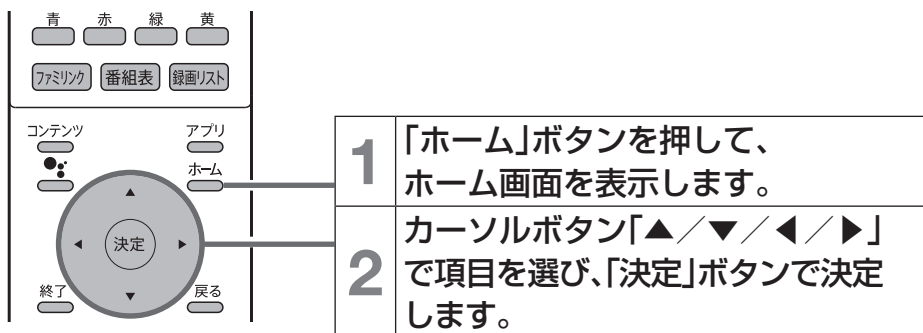 青 赤 緑 黄
ファミリンク 番組表 録画リスト
コンテンツ アプリ
ホーム
決定
終了 戻る
1 「ホーム」ボタンを押して、
ホーム画面を表示します。
2 カーソルボタン「▲／▼／◀／▶」
で項目を選び、「決定」ボタンで決定
します。